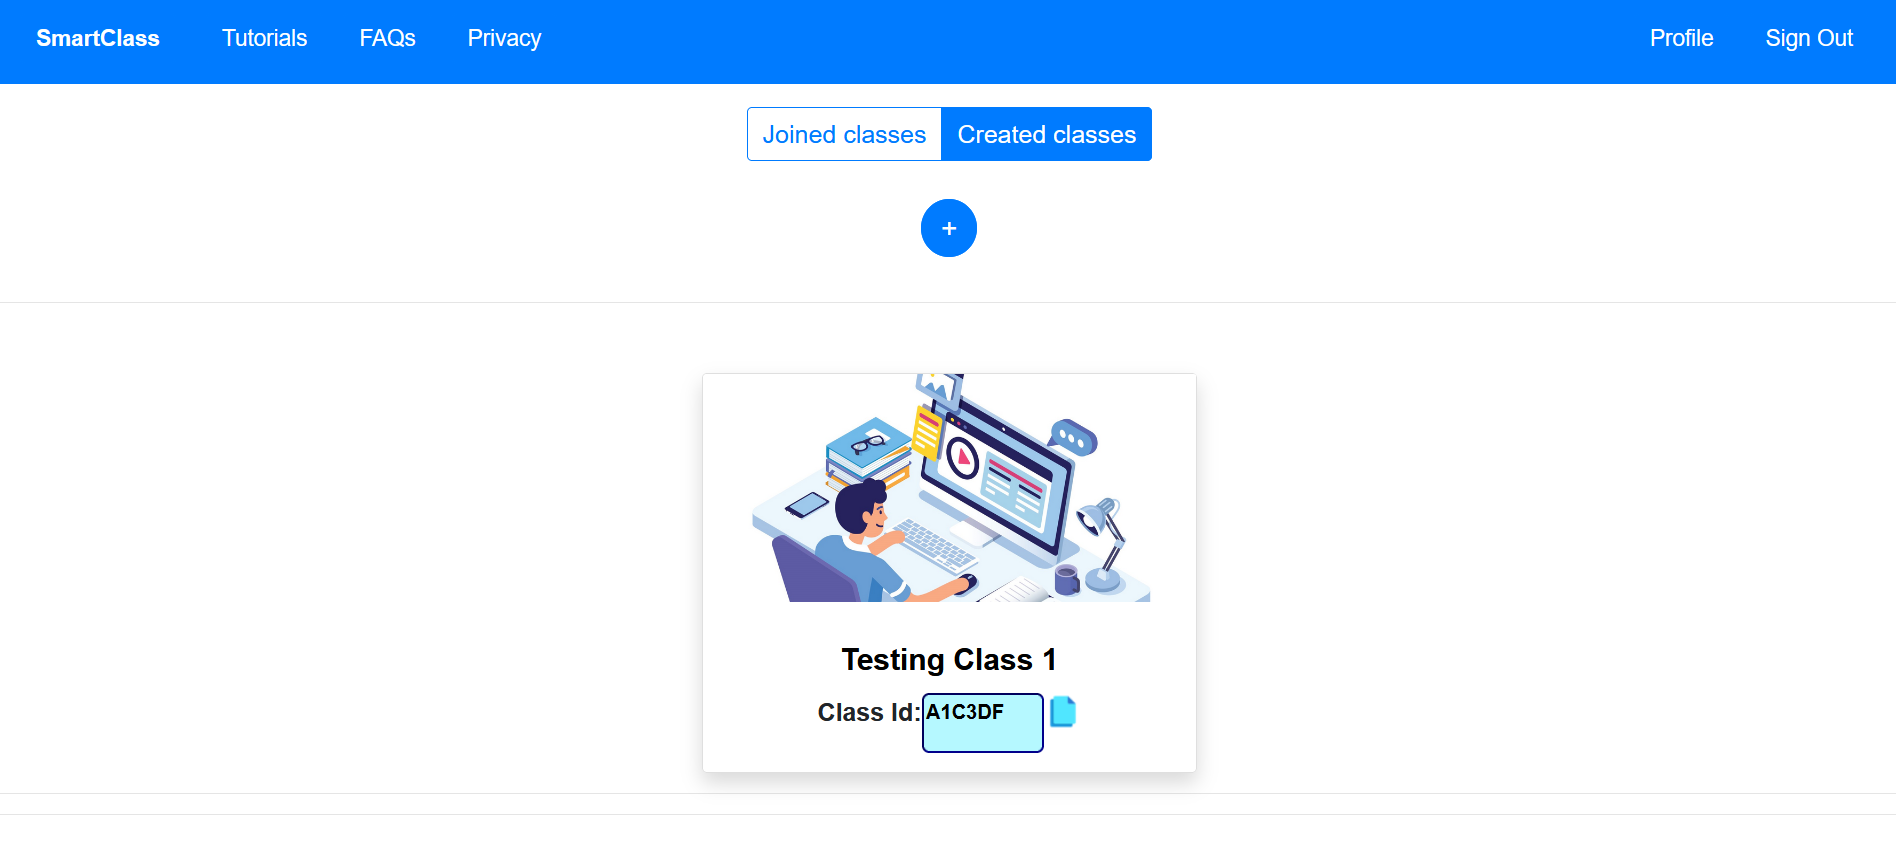 SmartClass Tutorials FAQs Privacy Profile Sign Out
Joined classes Created classes
+
Testing Class 1
Class Id: A1C3DF